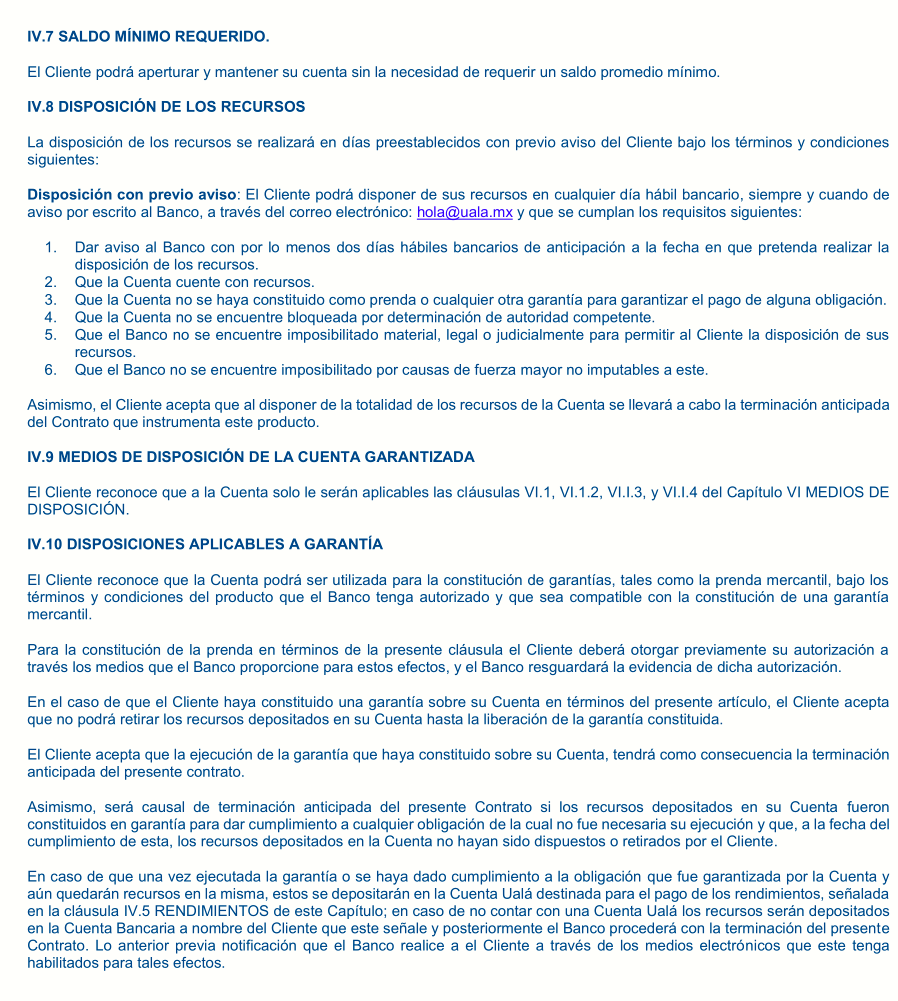 IV.7 SALDO MÍNIMO REQUERIDO.
El Cliente podrá aperturar y mantener su cuenta sin la necesidad de requerir un saldo promedio mínimo.
IV.8 DISPOSICIÓN DE LOS RECURSOS
La disposición de los recursos se realizará en días preestablecidos con previo aviso del Cliente bajo los términos y condiciones
siguientes:
Disposición con previo aviso: El Cliente podrá disponer de sus recursos en cualquier día hábil bancario, siempre y cuando de
aviso por escrito al Banco, a través del correo electrónico: hola@uala.mx y que se cumplan los requisitos siguientes:
1. Dar aviso al Banco con por lo menos dos días hábiles bancarios de anticipación a la fecha en que pretenda realizar la
disposición de los recursos.
2. Que la Cuenta cuente con recursos.
3. Que la Cuenta no se haya constituido como prenda o cualquier otra garantía para garantizar el pago de alguna obligación.
4. Que la Cuenta no se encuentre bloqueada por determinación de autoridad competente.
5. Que el Banco no se encuentre imposibilitado material, legal o judicialmente para permitir al Cliente la disposición de sus
recursos.
6. Que el Banco no se encuentre imposibilitado por causas de fuerza mayor no imputables a este.
Asimismo, el Cliente acepta que al disponer de la totalidad de los recursos de la Cuenta se llevará a cabo la terminación anticipada
del Contrato que instrumenta este producto.
IV.9 MEDIOS DE DISPOSICIÓN DE LA CUENTA GARANTIZADA
El Cliente reconoce que a la Cuenta solo le serán aplicables las cláusulas VI.1, VI.1.2, VI.I.3, y VI.I.4 del Capítulo VI MEDIOS DE
DISPOSICIÓN.
IV.10 DISPOSICIONES APLICABLES A GARANTÍA
El Cliente reconoce que la Cuenta podrá ser utilizada para la constitución de garantías, tales como la prenda mercantil, bajo los
términos y condiciones del producto que el Banco tenga autorizado y que sea compatible con la constitución de una garantía
mercantil.
Para la constitución de la prenda en términos de la presente cláusula el Cliente deberá otorgar previamente su autorización a
través los medios que el Banco proporcione para estos efectos, y el Banco resguardará la evidencia de dicha autorización.
En el caso de que el Cliente haya constituido una garantía sobre su Cuenta en términos del presente artículo, el Cliente acepta
que no podrá retirar los recursos depositados en su Cuenta hasta la liberación de la garantía constituida.
El Cliente acepta que la ejecución de la garantía que haya constituido sobre su Cuenta, tendrá como consecuencia la terminación
anticipada del presente contrato.
Asimismo, será causal de terminación anticipada del presente Contrato si los recursos depositados en su Cuenta fueron
constituidos en garantía para dar cumplimiento a cualquier obligación de la cual no fue necesaria su ejecución y que, a la fecha del
cumplimiento de esta, los recursos depositados en la Cuenta no hayan sido dispuestos o retirados por el Cliente.
En caso de que una vez ejecutada la garantía o se haya dado cumplimiento a la obligación que fue garantizada por la Cuenta y
aún quedarán recursos en la misma, estos se depositarán en la Cuenta Ualá destinada para el pago de los rendimientos, señalada
en la cláusula IV.5 RENDIMIENTOS de este Capítulo; en caso de no contar con una Cuenta Ualá los recursos serán depositados
en la Cuenta Bancaria a nombre del Cliente que este señale y posteriormente el Banco procederá con la terminación del presente
Contrato. Lo anterior previa notificación que el Banco realice a el Cliente a través de los medios electrónicos que este tenga
habilitados para tales efectos.